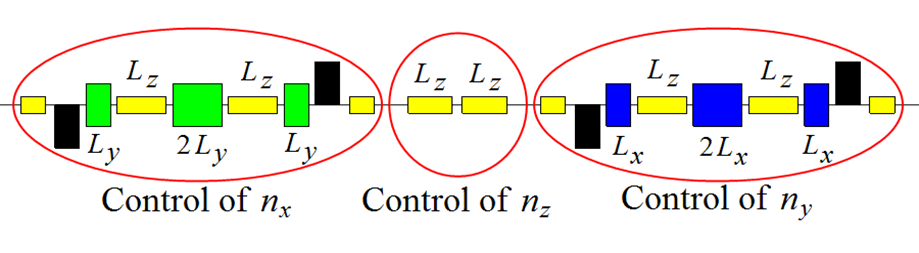 L_z L_z L_z L_z L_z L_z
L_y 2L_y L_y L_x 2L_x L_x
Control of n_x Control of n_z Control of n_y